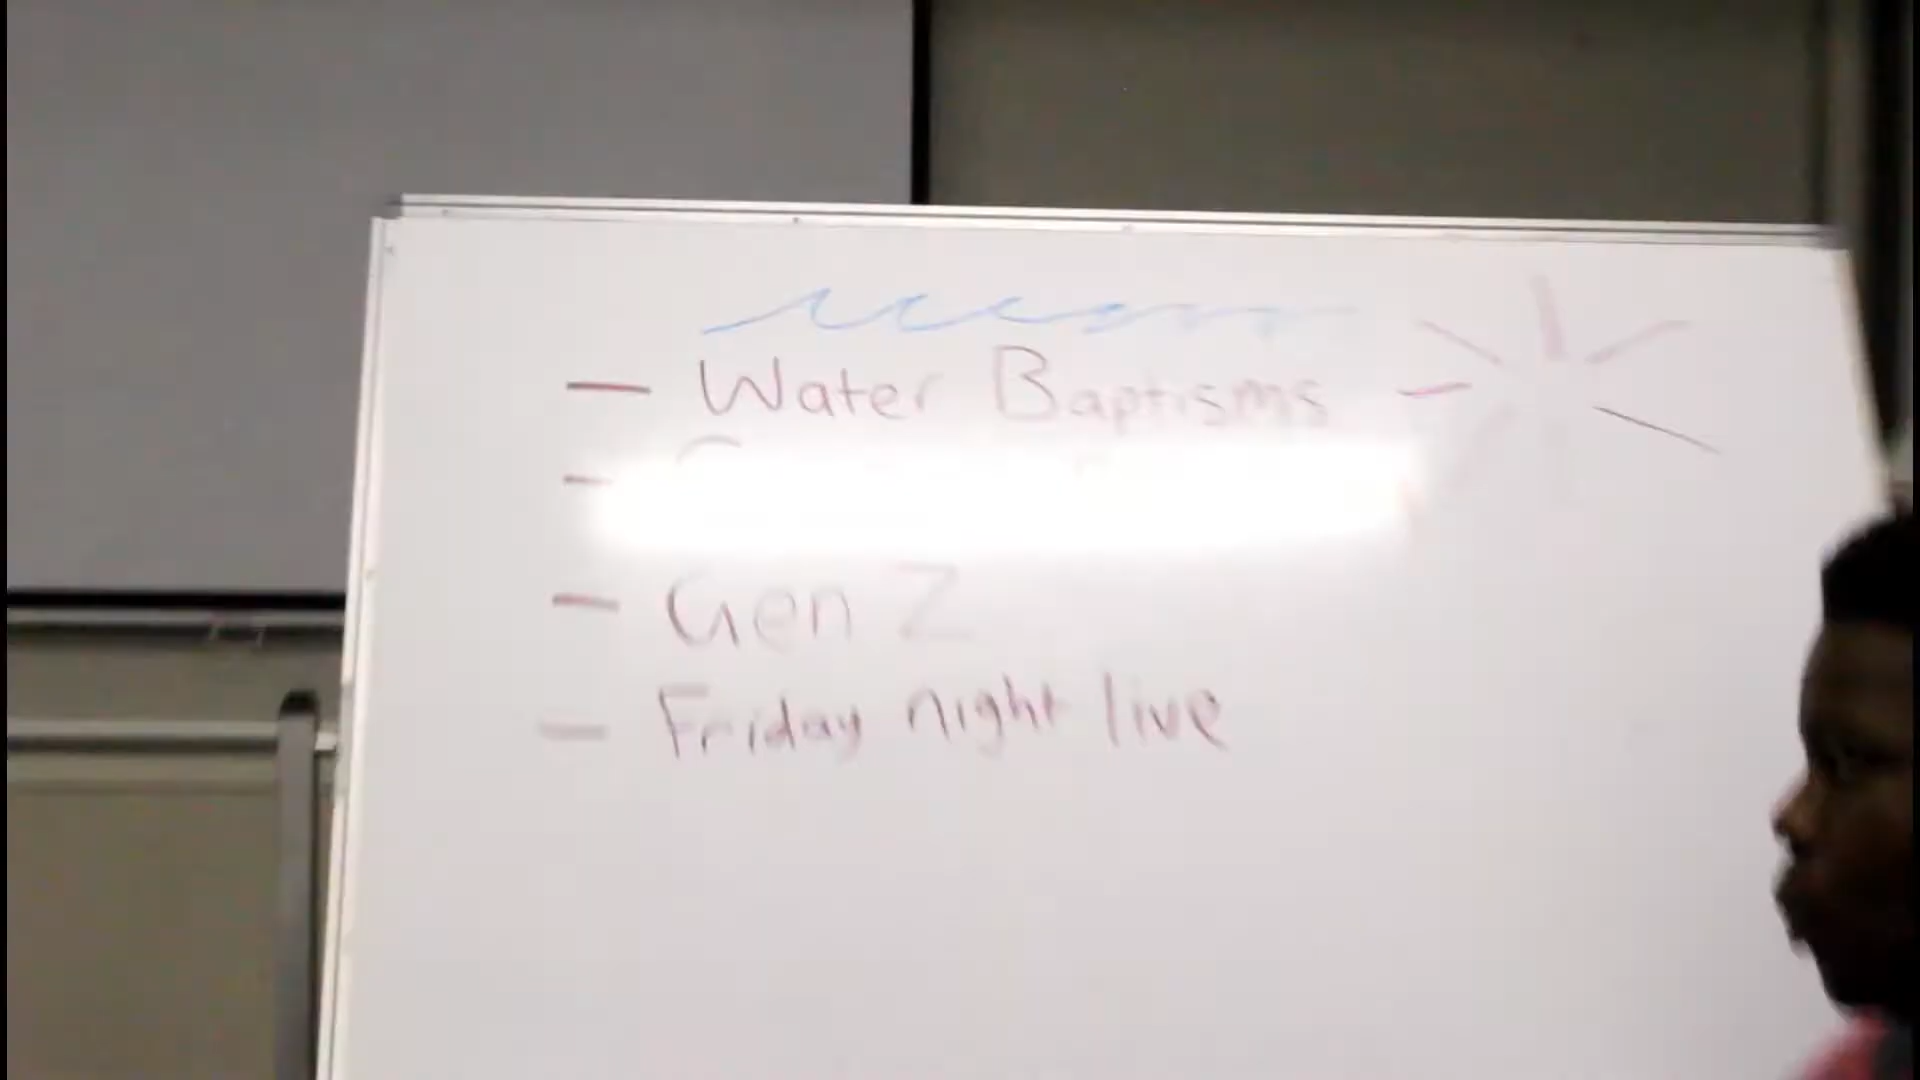 - Water Baptisms
-
- Gen Z
- Friday night live